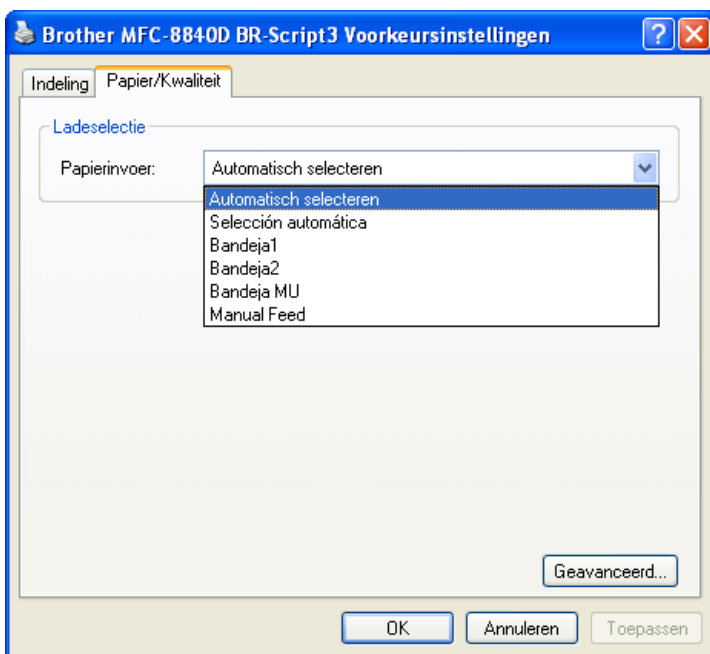 Brother MFC-8840D BR-Script3 Voorkeursinstellingen
Indeling Papier/Kwaliteit
Ladeselectie
Papierinvoer: Automatisch selecteren
Automatisch selecteren
Selección automática
Bandeja1
Bandeja2
Bandeja MU
Manual Feed
Geavanceerd...
OK Annuleren Toepassen